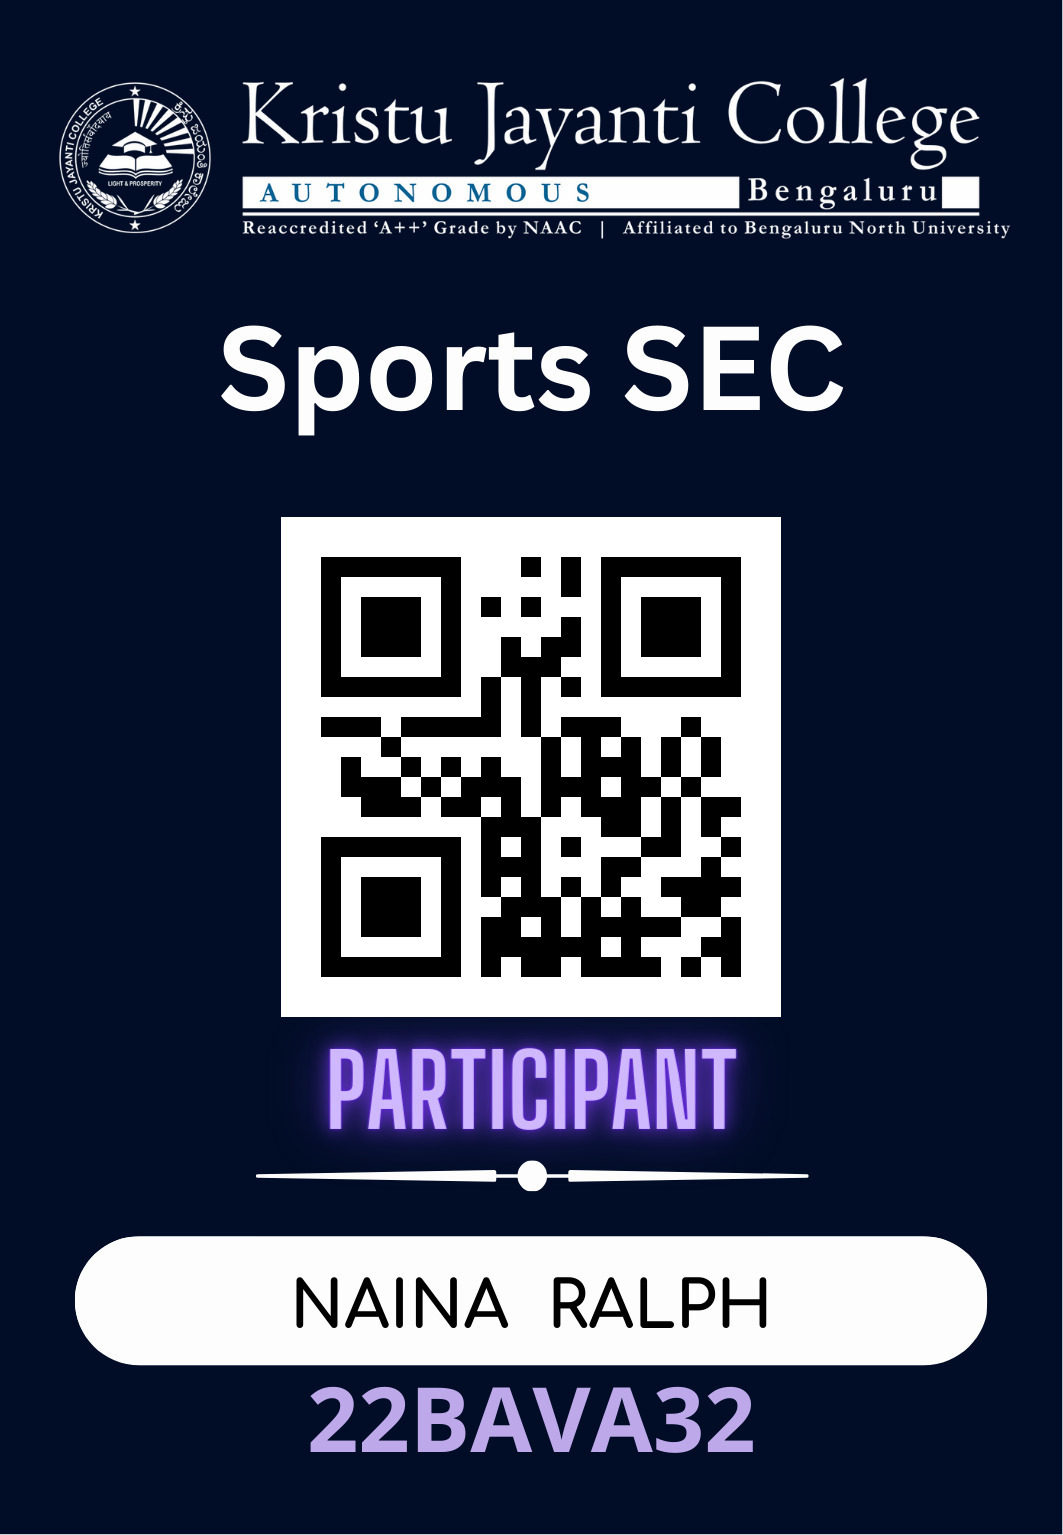 Kristu Jayanti College
AUTONOMOUS Bengaluru
Reaccredited ‘A++’ Grade by NAAC | Affiliated to Bengaluru North University
KRISTU JAYANTI COLLEGE
ಕ್ರಿಸ್ತು ಜಯಂತಿ ಕಾಲೇಜು
LIGHT & PROSPERITY
Sports SEC
PARTICIPANT
NAINA RALPH
22BAVA32